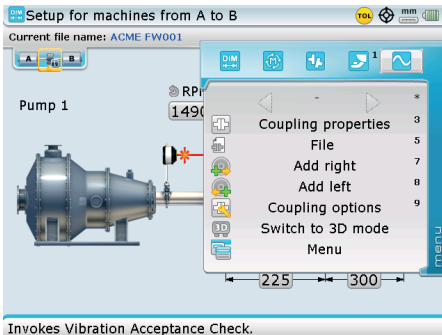 Setup for machines from A to B
TOL
mm
Current file name: ACME FW001
A
B
DIM
1
Pump 1
RP
1490
-
*
Coupling properties 3
File 5
Add right 7
Add left 8
Coupling options 9
3D
Switch to 3D mode
Menu
menu
225
300
Invokes Vibration Acceptance Check.